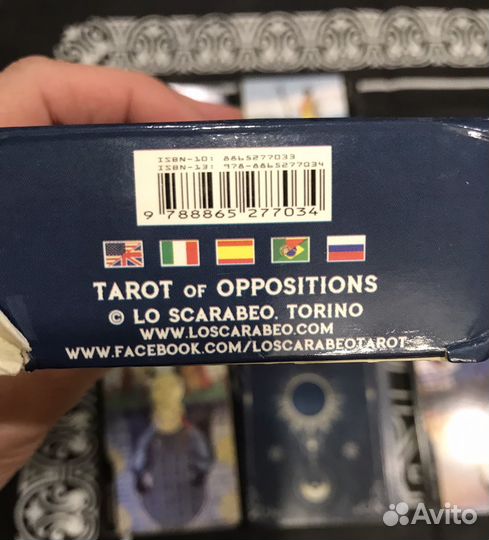 ISBN-10: 8865277033
ISBN-13: 978-8865277034
9 788865 277034
TAROT OF OPPOSITIONS
© LO SCARABEO, TORINO
WWW.LOSCARABEO.COM
WWW.FACEBOOK.COM/LOSCARABEOTAROT
Avito